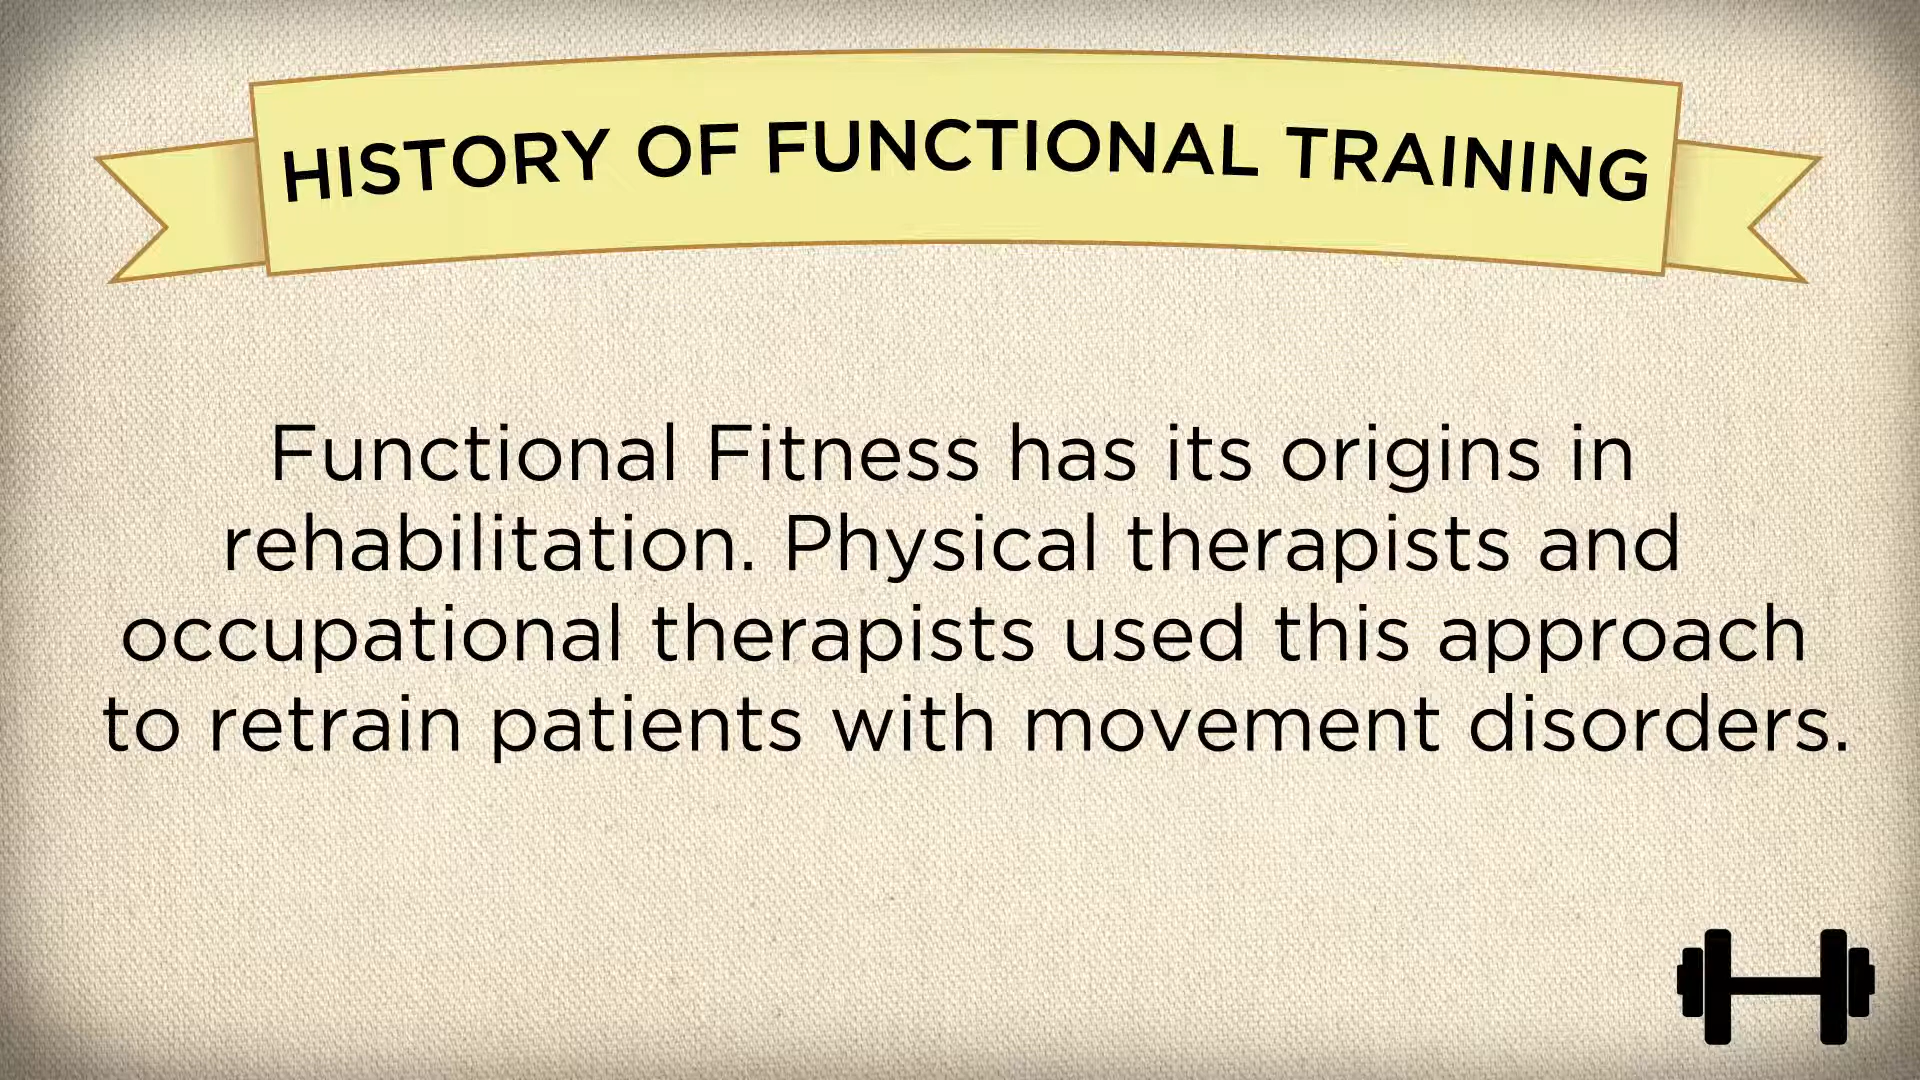 HISTORY OF FUNCTIONAL TRAINING
Functional Fitness has its origins in
rehabilitation. Physical therapists and
occupational therapists used this approach
to retrain patients with movement disorders.